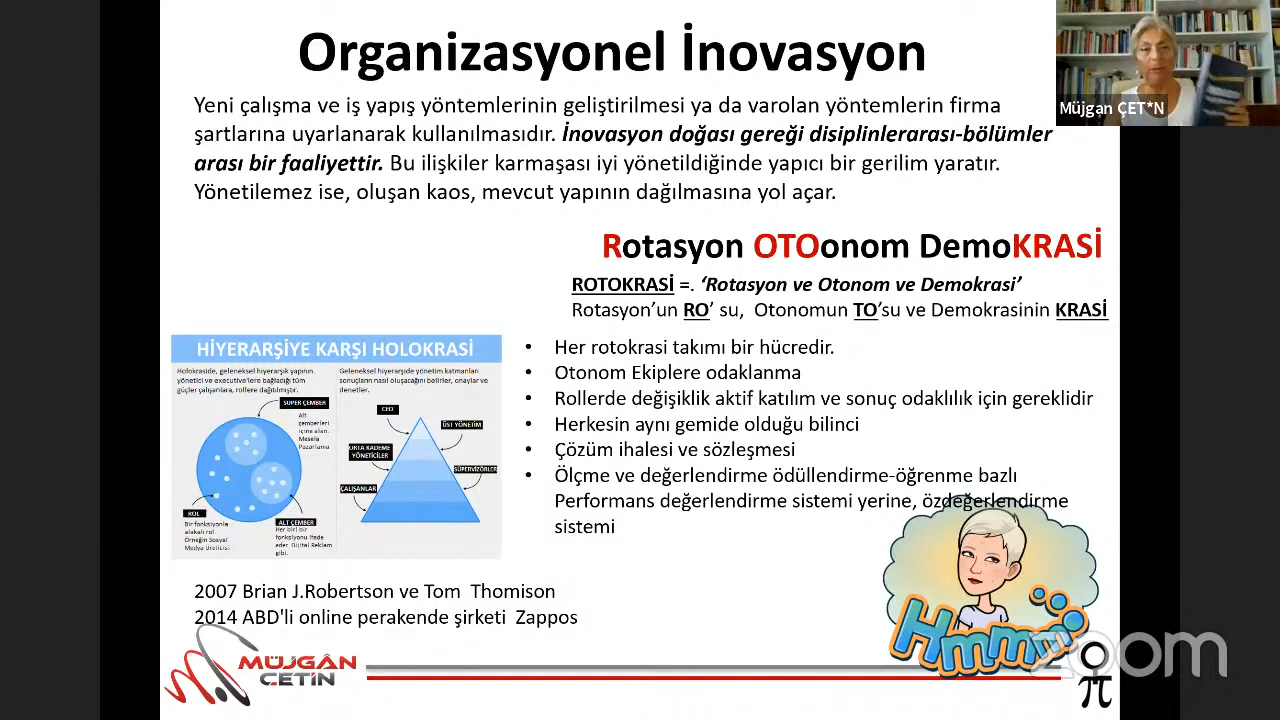 Organizasyonel İnovasyon
Müjgan ÇET*N
Yeni çalışma ve iş yapış yöntemlerinin geliştirilmesi ya da varolan yöntemlerin firma
şartlarına uyarlanarak kullanılmasıdır. İnovasyon doğası gereği disiplinlerarası-bölümler
arası bir faaliyettir. Bu ilişkiler karmaşası iyi yönetildiğinde yapıcı bir gerilim yaratır.
Yönetilemez ise, oluşan kaos, mevcut yapının dağılmasına yol açar.
Rotasyon OTOonom DemoKRASİ
ROTOKRASİ =. ‘Rotasyon ve Otonom ve Demokrasi’
Rotasyon’un RO’ su, Otonomun TO’su ve Demokrasinin KRASİ
HİYERARŞİYE KARŞI HOLOKRASİ
Holokraside, geleneksel hiyerarşik yapının
yönetici ve executive'lere bağladığı tüm
güçler çalışanlara, rollere dağıtılmıştır.
SÜPER ÇEMBER
Alt
çemberleri
içine alan.
Mesela
Pazarlama
ROL
Bir fonksiyonla
alakalı rol.
Örneğin Sosyal
Medya Üreticisi
ALT ÇEMBER
Her biri bir
fonksiyonu ifade
eder. Dijital Reklam
gibi.
Geleneksel hiyerarşide yönetim katmanları
sonuçların nasıl oluşacağını belirler, onaylar ve
denetler.
CEO
ÜST YÖNETİM
ORTA KADEME
YÖNETİCİLER
SÜPERVİZÖRLER
ÇALIŞANLAR
• Her rotokrasi takımı bir hücredir.
• Otonom Ekiplere odaklanma
• Rollerde değişiklik aktif katılım ve sonuç odaklılık için gereklidir
• Herkesin aynı gemide olduğu bilinci
• Çözüm ihalesi ve sözleşmesi
• Ölçme ve değerlendirme ödüllendirme-öğrenme bazlı
Performans değerlendirme sistemi yerine, özdeğerlendirme
sistemi
2007 Brian J.Robertson ve Tom Thomison
2014 ABD'li online perakende şirketi Zappos
MÜJGÂN
ÇETİN
Hmmm
zoom
π